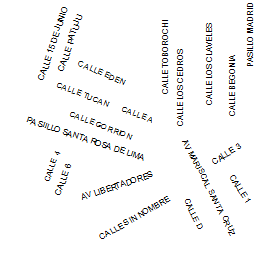 CALLE 15 DE JUNIO
CALLE PATUJU
CALLE EDEN
CALLE TUCAN
CALLE A
CALLE GORRION
PASILLO SANTA ROSA DE LIMA
CALLE TOBOROCHI
CALLE LOS CEDROS
CALLE LOS CLAVELES
CALLE BEGONIA
PASILLO MADRID
CALLE 4
CALLE 6
AV LIBERTADORES
CALLE SIN NOMBRE
AV MARISCAL SANTA CRUZ
CALLE 3
CALLE 1
CALLE D